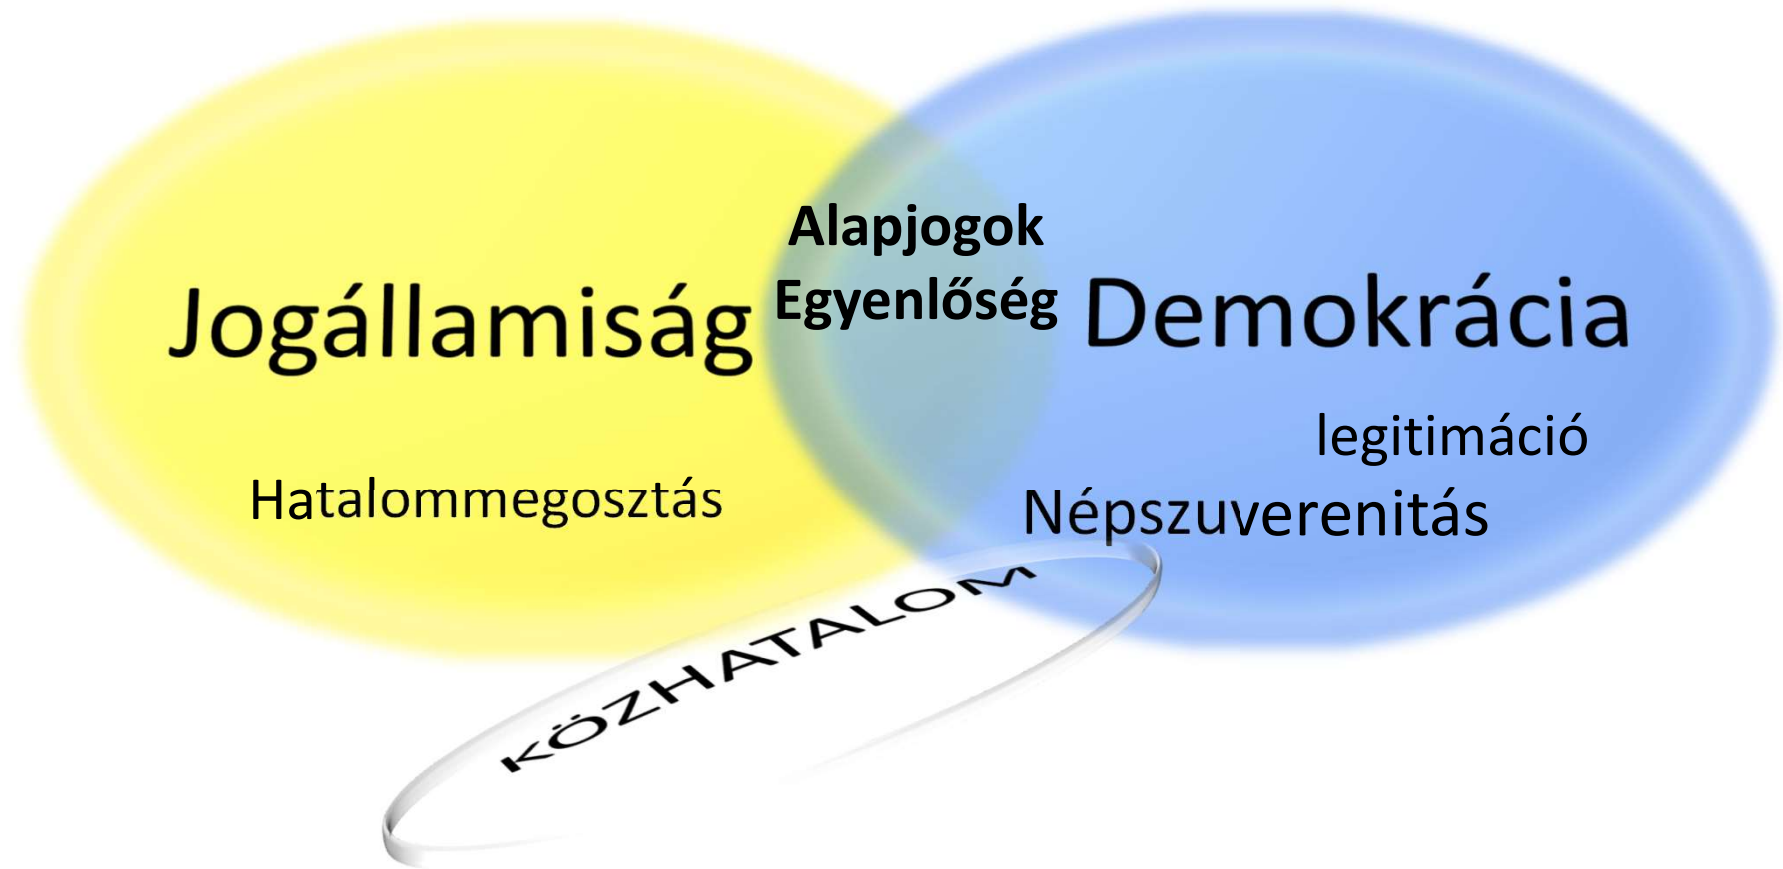 Alapjogok
Egyenlőség
Jogállamiság
Demokrácia
legitimáció
Hatalommegosztás
Népszuverenitás
KÖZHATALOM